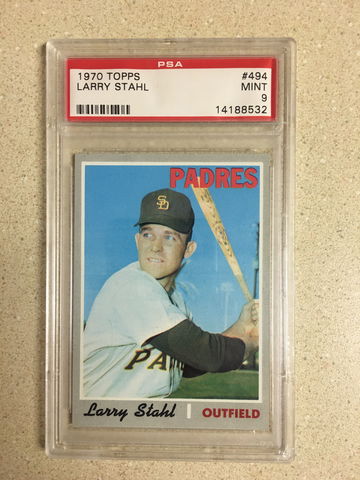 PSA
1970 TOPPS #494
LARRY STAHL MINT
9
14188532
PADRES
SD
PA
Larry Stahl OUTFIELD